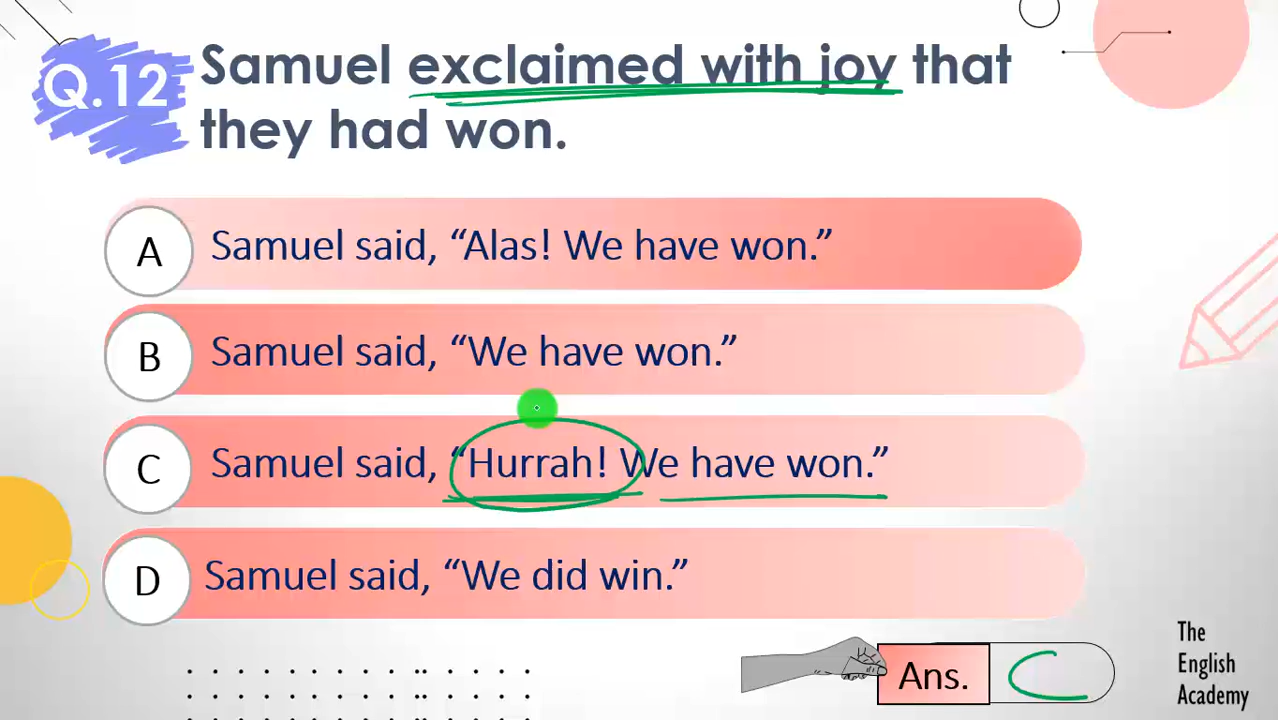 Q.12
Samuel exclaimed with joy that
they had won.
A
Samuel said, “Alas! We have won.”
B
Samuel said, “We have won.”
C
Samuel said, “Hurrah! We have won.”
D
Samuel said, “We did win.”
Ans.
C
The
English
Academy